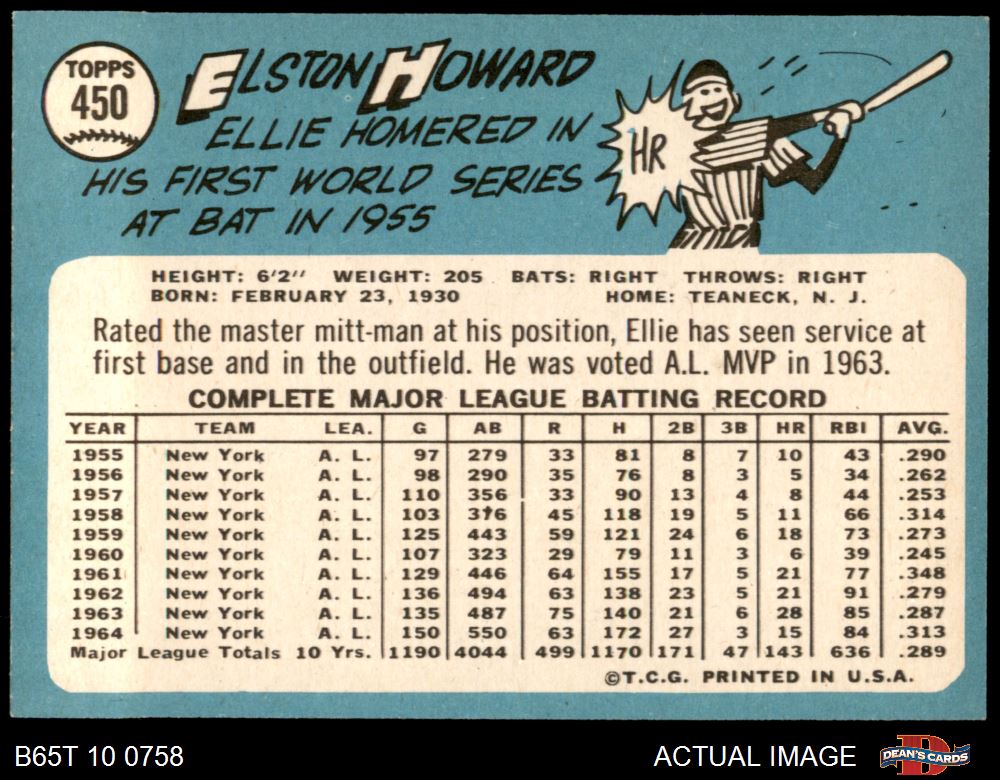 TOPPS
450
ELSTON HOWARD
ELLIE HOMERED IN
HIS FIRST WORLD SERIES
AT BAT IN 1955
HR
HEIGHT: 6'2" WEIGHT: 205 BATS: RIGHT THROWS: RIGHT
BORN: FEBRUARY 23, 1930 HOME: TEANECK, N. J.
Rated the master mitt-man at his position, Ellie has seen service at
first base and in the outfield. He was voted A.L. MVP in 1963.
COMPLETE MAJOR LEAGUE BATTING RECORD
YEAR TEAM LEA. G AB R H 2B 3B HR RBI AVG.
1955 New York A. L. 97 279 33 81 8 7 10 43 .290
1956 New York A. L. 98 290 35 76 8 3 5 34 .262
1957 New York A. L. 110 356 33 90 13 4 8 44 .253
1958 New York A. L. 103 376 45 118 19 5 11 66 .314
1959 New York A. L. 125 443 59 121 24 6 18 73 .273
1960 New York A. L. 107 323 29 79 11 3 6 39 .245
1961 New York A. L. 129 446 64 155 17 5 21 77 .348
1962 New York A. L. 136 494 63 138 23 5 21 91 .279
1963 New York A. L. 135 487 75 140 21 6 28 85 .287
1964 New York A. L. 150 550 63 172 27 3 15 84 .313
Major League Totals 10 Yrs. 1190 4044 499 1170 171 47 143 636 .289
©T.C.G. PRINTED IN U.S.A.
B65T 10 0758 ACTUAL IMAGE DEAN'S CARDS